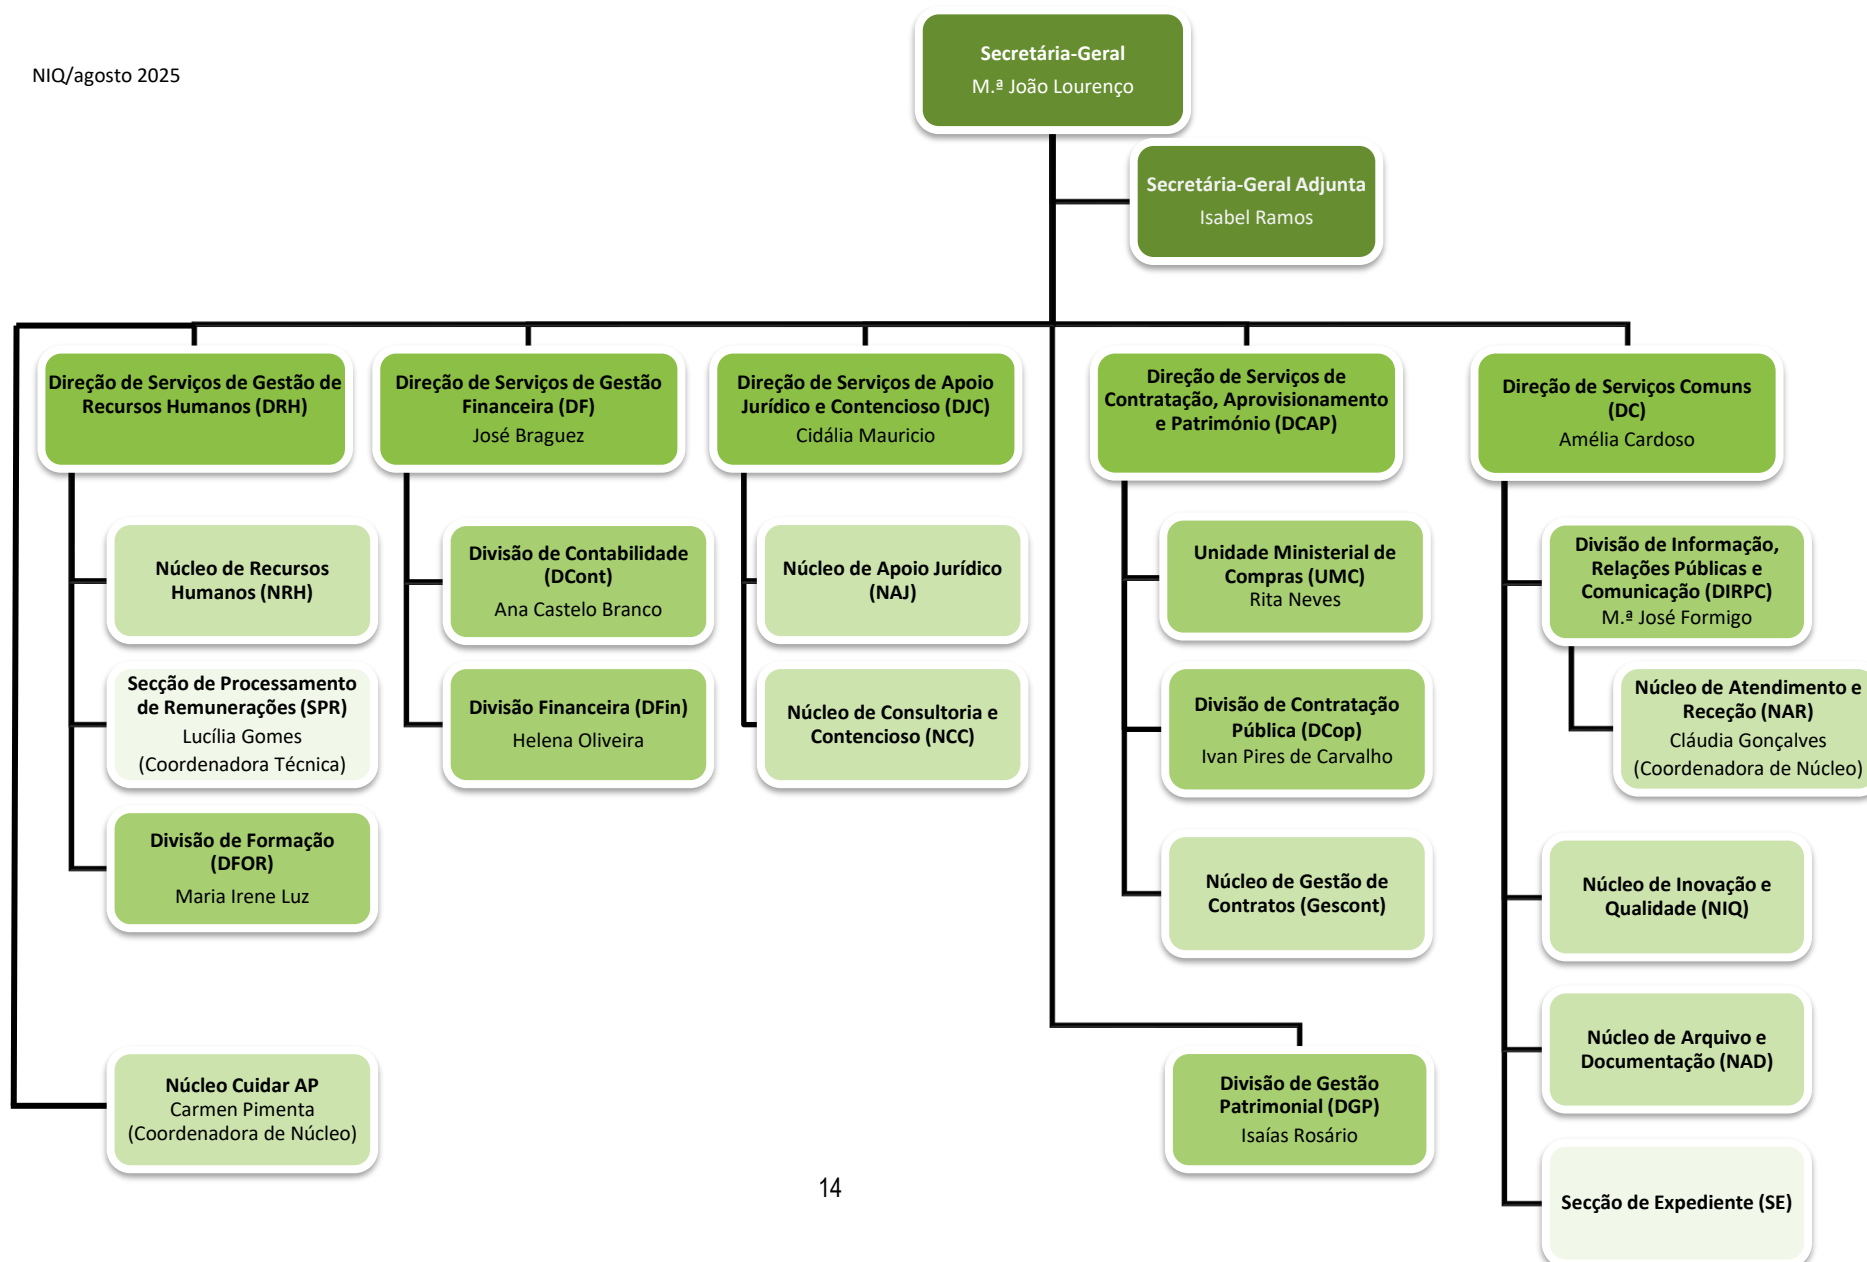 NIQ/agosto 2025
Secretária-Geral
M.ª João Lourenço
Secretária-Geral Adjunta
Isabel Ramos
Direção de Serviços de Gestão de
Recursos Humanos (DRH)
Direção de Serviços de Gestão
Financeira (DF)
José Braguez
Direção de Serviços de Apoio
Jurídico e Contencioso (DJC)
Cidália Mauricio
Direção de Serviços de
Contratação, Aprovisionamento
e Património (DCAP)
Direção de Serviços Comuns
(DC)
Amélia Cardoso
Núcleo de Recursos
Humanos (NRH)
Secção de Processamento
de Remunerações (SPR)
Lucília Gomes
(Coordenadora Técnica)
Divisão de Formação
(DFOR)
Maria Irene Luz
Núcleo Cuidar AP
Carmen Pimenta
(Coordenadora de Núcleo)
Divisão de Contabilidade
(DCont)
Ana Castelo Branco
Divisão Financeira (DFin)
Helena Oliveira
Núcleo de Apoio Jurídico
(NAJ)
Núcleo de Consultoria e
Contencioso (NCC)
Unidade Ministerial de
Compras (UMC)
Rita Neves
Divisão de Contratação
Pública (DCop)
Ivan Pires de Carvalho
Núcleo de Gestão de
Contratos (Gescont)
Divisão de Gestão
Patrimonial (DGP)
Isaías Rosário
Divisão de Informação,
Relações Públicas e
Comunicação (DIRPC)
M.ª José Formigo
Núcleo de Atendimento e
Receção (NAR)
Cláudia Gonçalves
(Coordenadora de Núcleo)
Núcleo de Inovação e
Qualidade (NIQ)
Núcleo de Arquivo e
Documentação (NAD)
Secção de Expediente (SE)
14